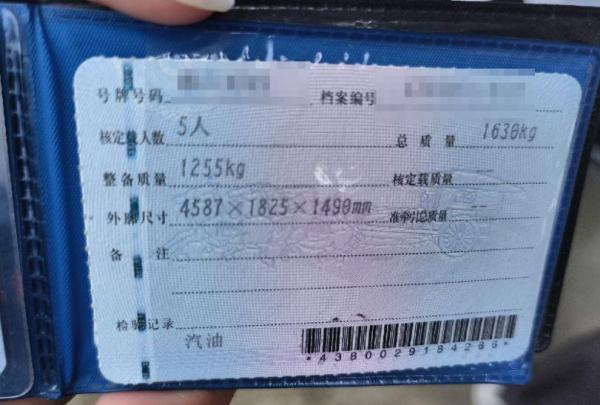 号牌号码 档案编号
核定载人数 5人 总质量 1630kg
整备质量 1255kg 核定载质量 --
外廓尺寸 4587×1825×1490mm 准牵引总质量 --
备注
检验记录
汽油
*4380029184266*